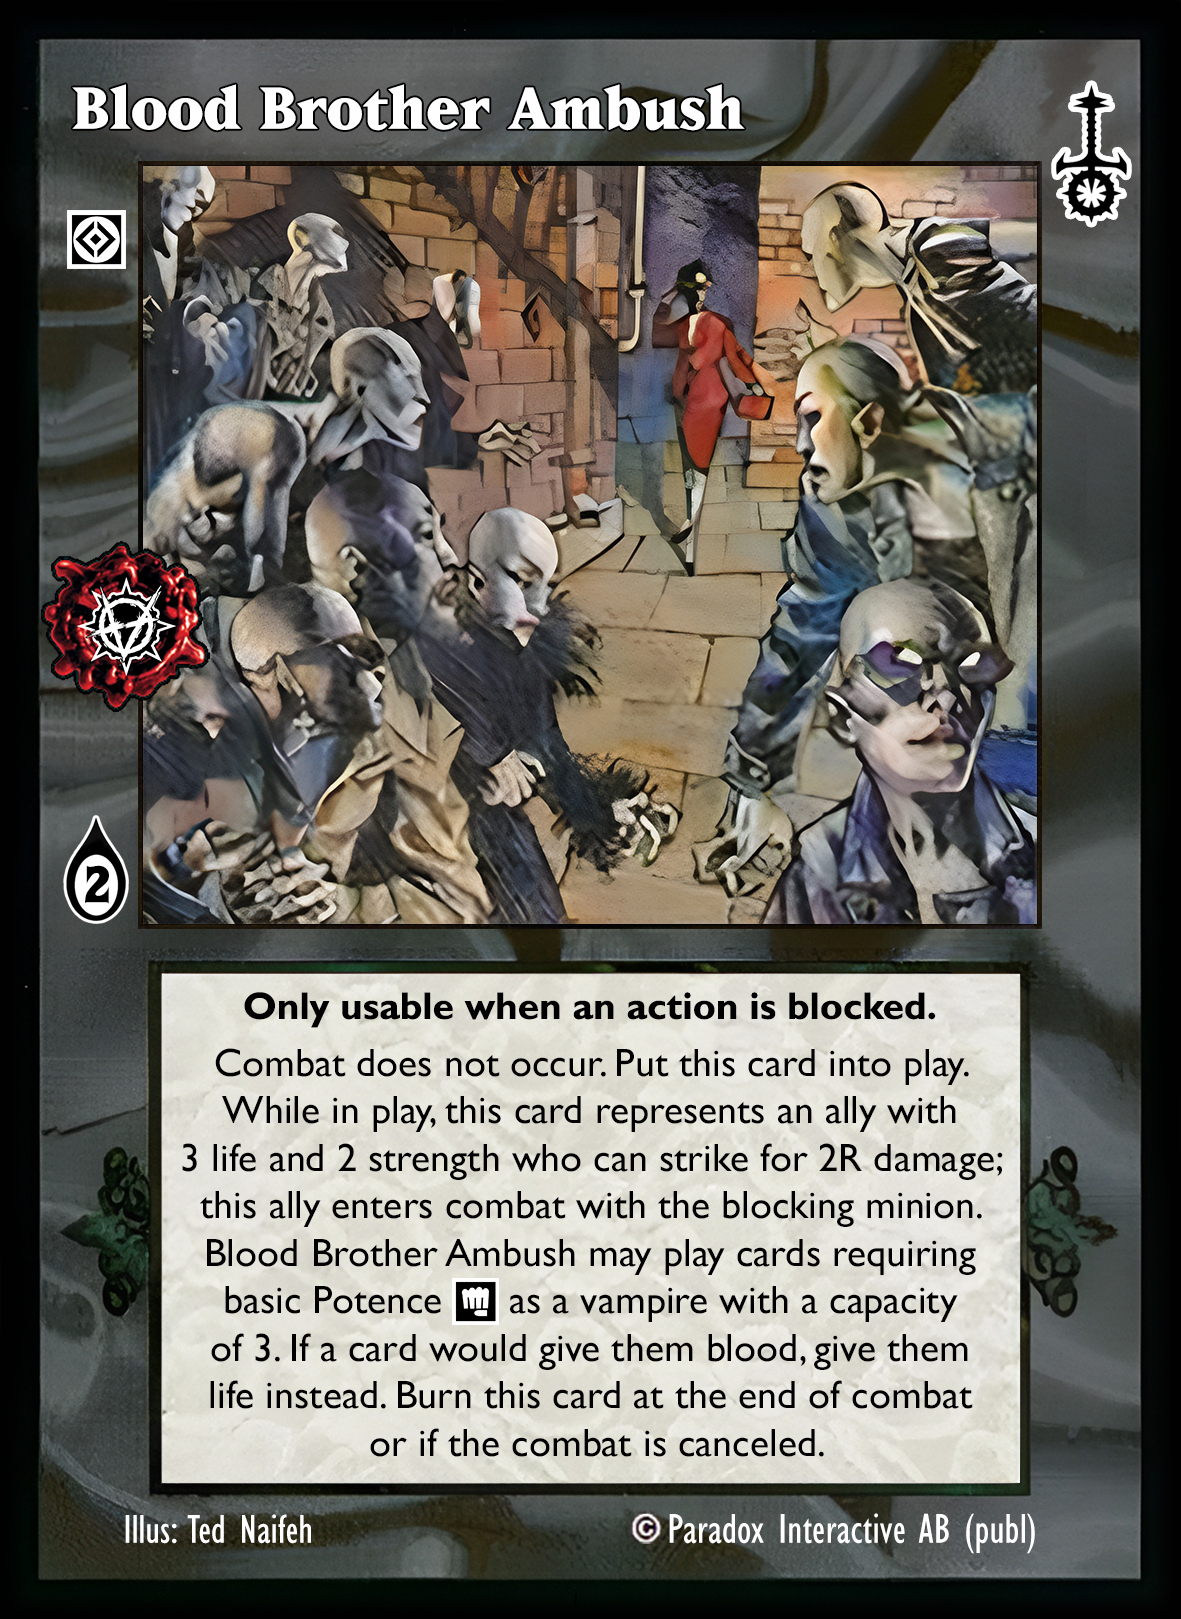 Blood Brother Ambush
2
Only usable when an action is blocked.
Combat does not occur. Put this card into play.
While in play, this card represents an ally with
3 life and 2 strength who can strike for 2R damage;
this ally enters combat with the blocking minion.
Blood Brother Ambush may play cards requiring
basic Potence as a vampire with a capacity
of 3. If a card would give them blood, give them
life instead. Burn this card at the end of combat
or if the combat is canceled.
Illus: Ted Naifeh © Paradox Interactive AB (publ)